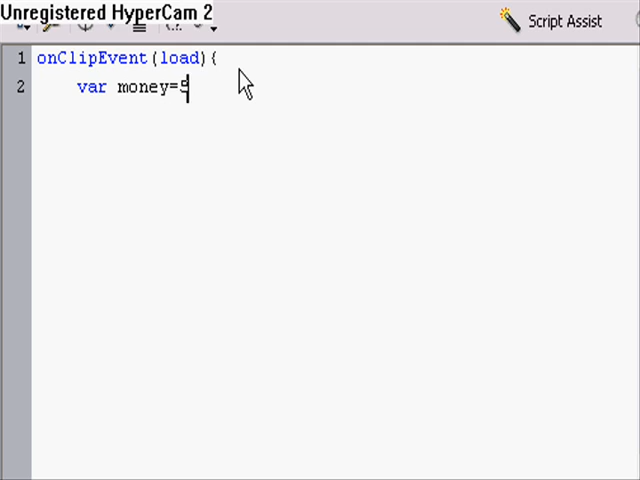 Unregistered HyperCam 2
Script Assist
1 onClipEvent(load){
2 var money=5